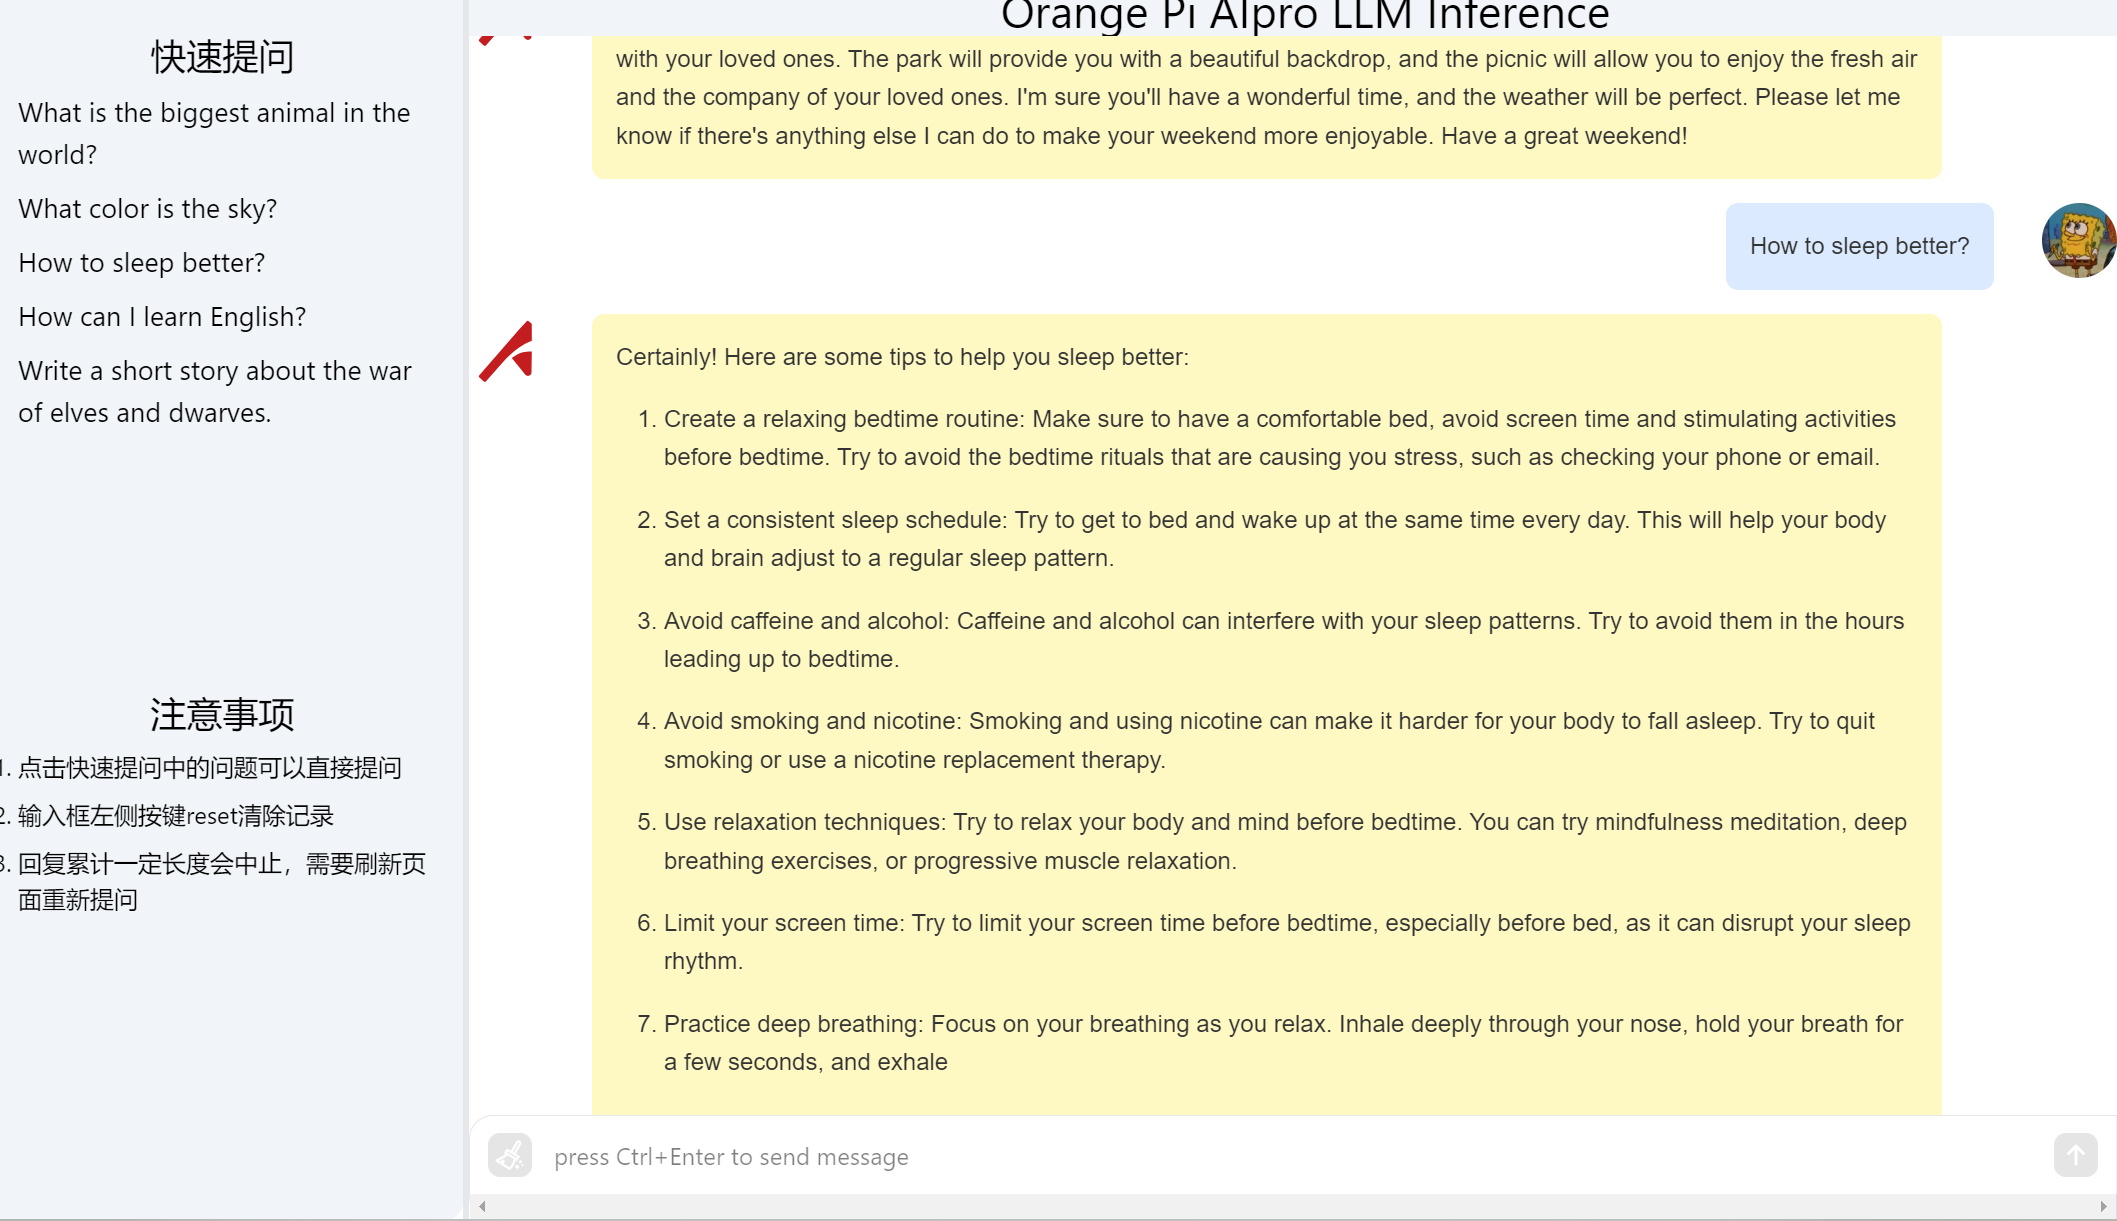 快速提问
What is the biggest animal in the
world?
What color is the sky?
How to sleep better?
How can I learn English?
Write a short story about the war
of elves and dwarves.
注意事项
1. 点击快速提问中的问题可以直接提问
2. 输入框左侧按键reset清除记录
3. 回复累计一定长度会中止，需要刷新页
面重新提问
Orange Pi AIpro LLM Inference
with your loved ones. The park will provide you with a beautiful backdrop, and the picnic will allow you to enjoy the fresh air
and the company of your loved ones. I'm sure you'll have a wonderful time, and the weather will be perfect. Please let me
know if there's anything else I can do to make your weekend more enjoyable. Have a great weekend!
How to sleep better?
Certainly! Here are some tips to help you sleep better:
1. Create a relaxing bedtime routine: Make sure to have a comfortable bed, avoid screen time and stimulating activities
before bedtime. Try to avoid the bedtime rituals that are causing you stress, such as checking your phone or email.
2. Set a consistent sleep schedule: Try to get to bed and wake up at the same time every day. This will help your body
and brain adjust to a regular sleep pattern.
3. Avoid caffeine and alcohol: Caffeine and alcohol can interfere with your sleep patterns. Try to avoid them in the hours
leading up to bedtime.
4. Avoid smoking and nicotine: Smoking and using nicotine can make it harder for your body to fall asleep. Try to quit
smoking or use a nicotine replacement therapy.
5. Use relaxation techniques: Try to relax your body and mind before bedtime. You can try mindfulness meditation, deep
breathing exercises, or progressive muscle relaxation.
6. Limit your screen time: Try to limit your screen time before bedtime, especially before bed, as it can disrupt your sleep
rhythm.
7. Practice deep breathing: Focus on your breathing as you relax. Inhale deeply through your nose, hold your breath for
a few seconds, and exhale
press Ctrl+Enter to send message